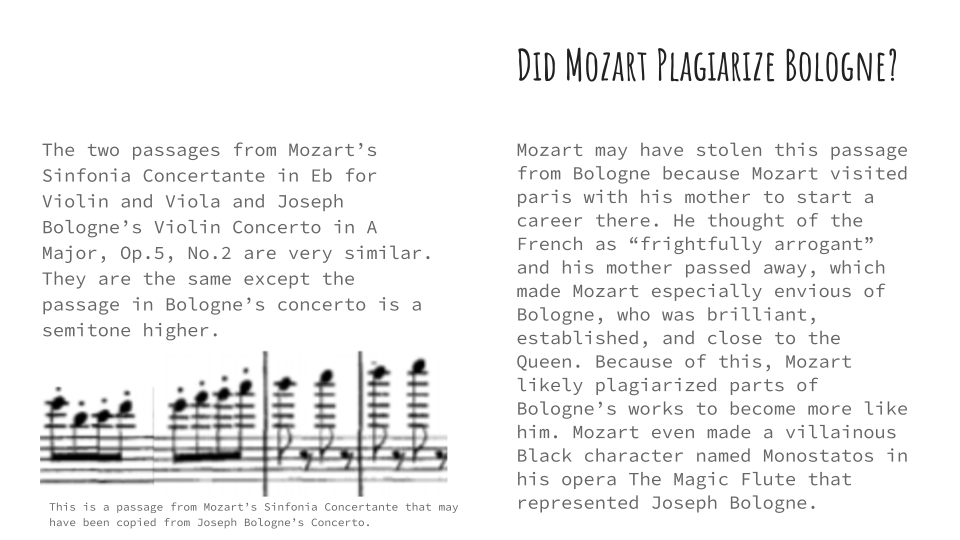 Did Mozart Plagiarize Bologne?
The two passages from Mozart’s
Sinfonia Concertante in Eb for
Violin and Viola and Joseph
Bologne’s Violin Concerto in A
Major, Op.5, No.2 are very similar.
They are the same except the
passage in Bologne’s concerto is a
semitone higher.
This is a passage from Mozart’s Sinfonia Concertante that may
have been copied from Joseph Bologne’s Concerto.
Mozart may have stolen this passage
from Bologne because Mozart visited
paris with his mother to start a
career there. He thought of the
French as “frightfully arrogant”
and his mother passed away, which
made Mozart especially envious of
Bologne, who was brilliant,
established, and close to the
Queen. Because of this, Mozart
likely plagiarized parts of
Bologne’s works to become more like
him. Mozart even made a villainous
Black character named Monostatos in
his opera The Magic Flute that
represented Joseph Bologne.